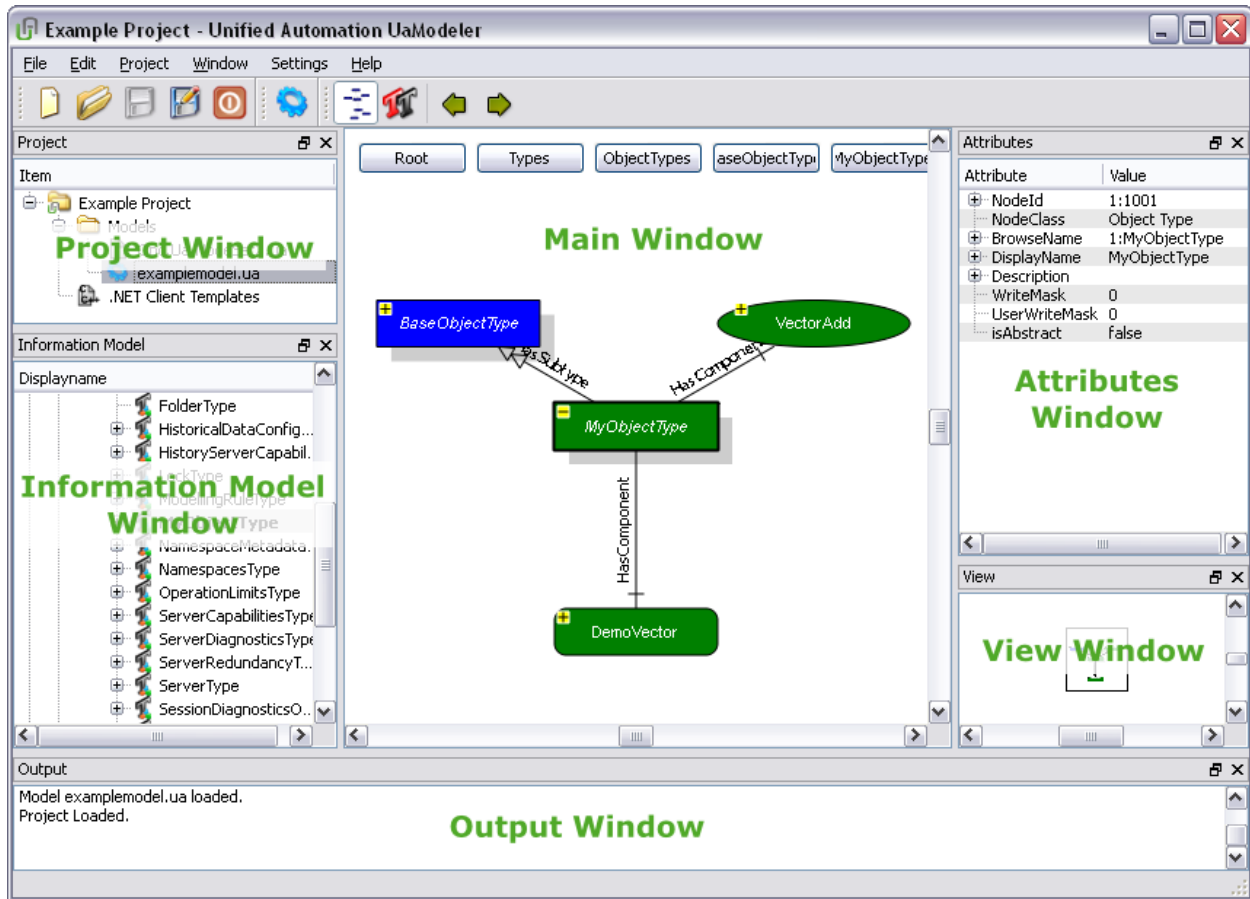 Example Project - Unified Automation UaModeler
File Edit Project Window Settings Help
Project
Item
Example Project
Models
Project Window
examplemodel.ua
.NET Client Templates
Information Model
Displayname
FolderType
HistoricalDataConfig...
HistoryServerCapabil...
LockType
Information Model
ModellingRuleType
Window
NamespaceMetadata...
NamespacesType
OperationLimitsType
ServerCapabilitiesType
ServerDiagnosticsType
ServerRedundancyT...
ServerType
SessionDiagnosticsO...
Root Types ObjectTypes aseObjectTyp MyObjectType
Main Window
BaseObjectType
VectorAdd
Has Subtype
Has Component
MyObjectType
HasComponent
DemoVector
Attributes
Attribute Value
NodeId 1:1001
NodeClass Object Type
BrowseName 1:MyObjectType
DisplayName MyObjectType
Description
WriteMask 0
UserWriteMask 0
isAbstract false
Attributes
Window
View
View Window
Output
Model examplemodel.ua loaded.
Project Loaded.
Output Window